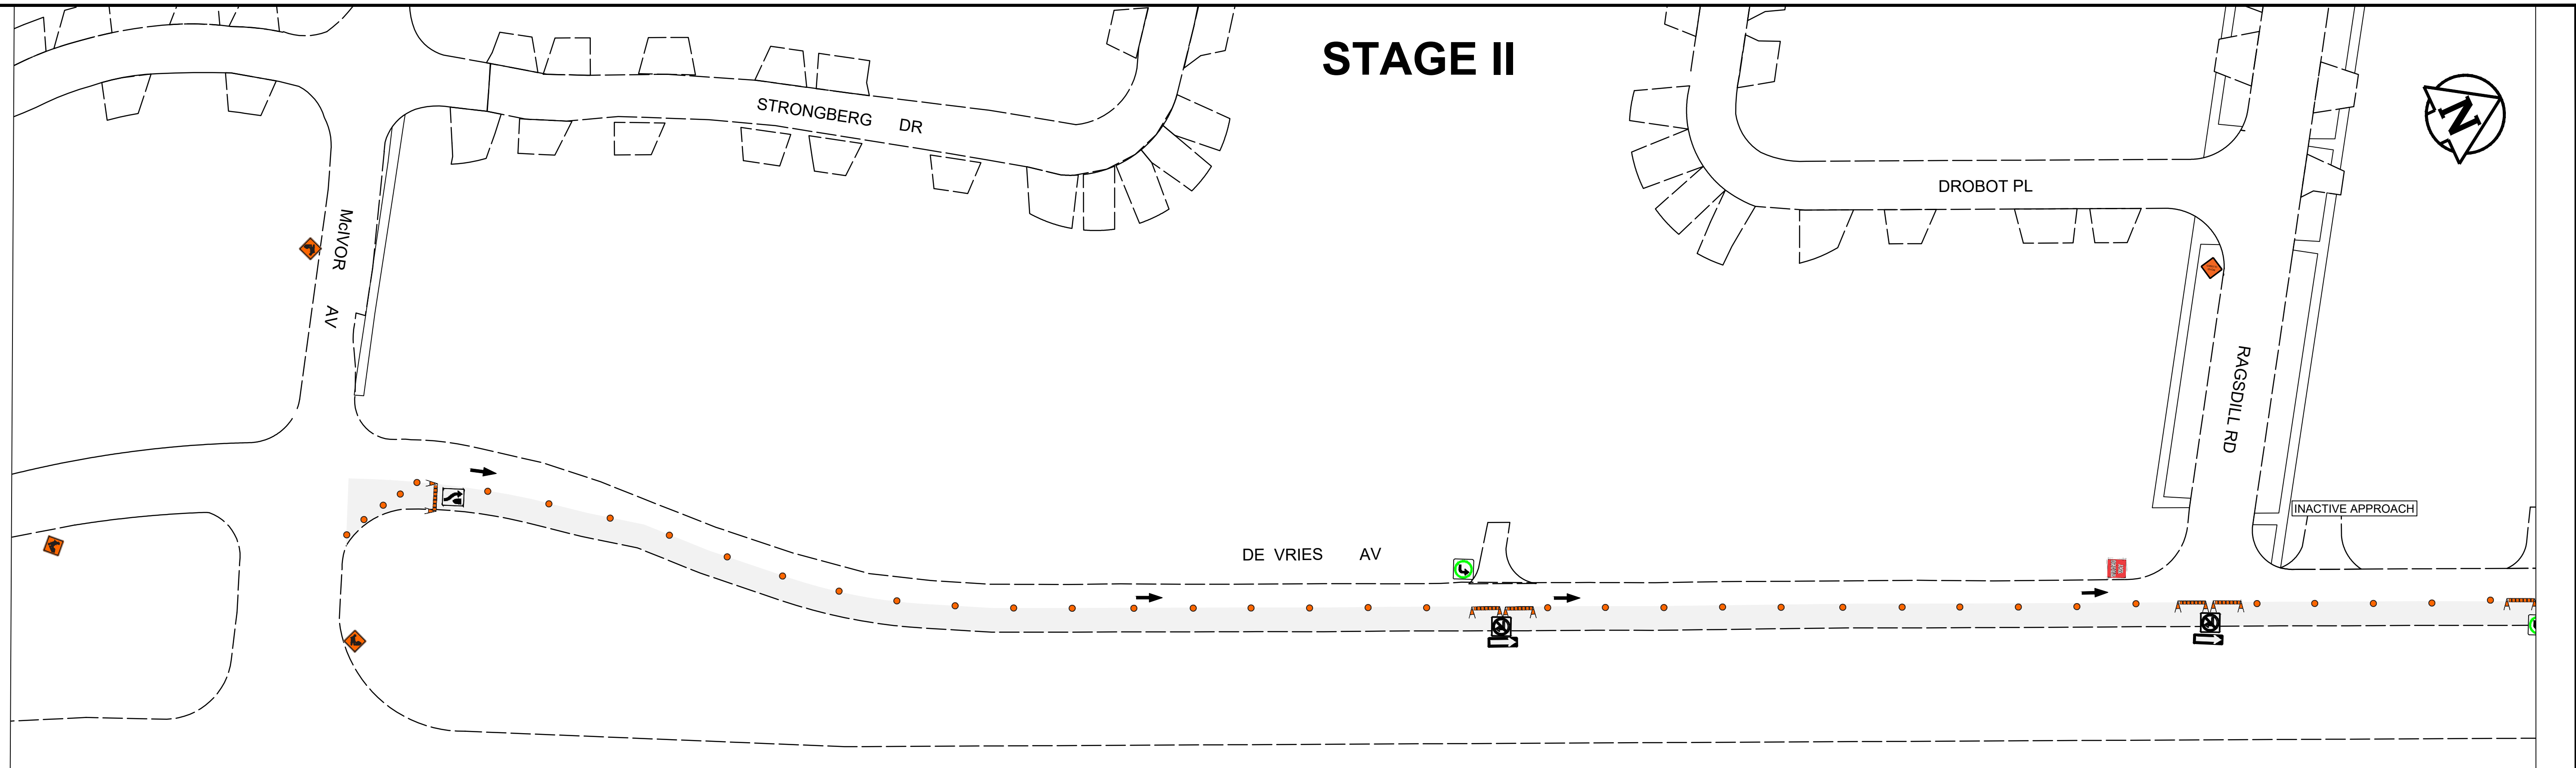 STAGE II
STRONGBERG DR
N
DROBOT PL
McIVOR AV
RAGSDILL RD
INACTIVE APPROACH
DE VRIES AV